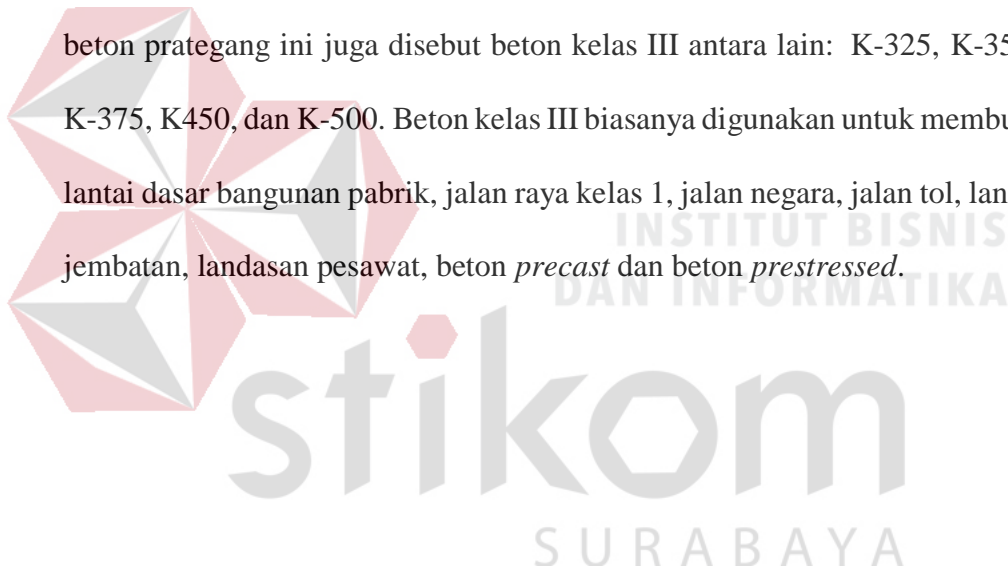 beton prategang ini juga disebut beton kelas III antara lain: K-325, K-35
K-375, K450, dan K-500. Beton kelas III biasanya digunakan untuk membu
lantai dasar bangunan pabrik, jalan raya kelas 1, jalan negara, jalan tol, lan
jembatan, landasan pesawat, beton precast dan beton prestressed.
INSTITUT BISNIS
DAN INFORMATIKA
stikom
SURABAYA